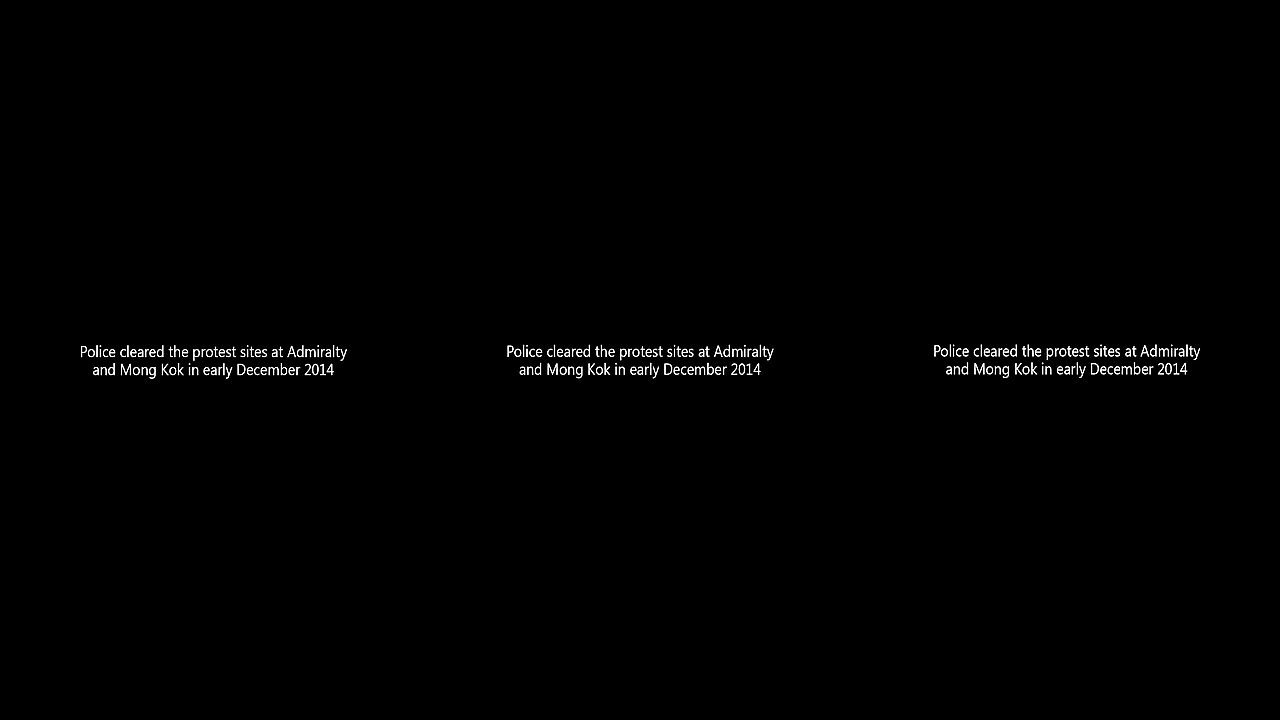 Police cleared the protest sites at Admiralty
and Mong Kok in early December 2014
Police cleared the protest sites at Admiralty
and Mong Kok in early December 2014
Police cleared the protest sites at Admiralty
and Mong Kok in early December 2014